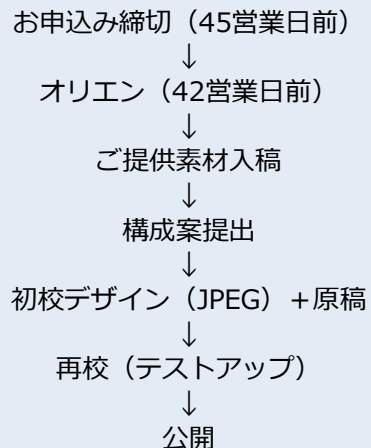 お申込み締切（45営業日前）
↓
オリエン（42営業日前）
↓
ご提供素材入稿
↓
構成案提出
↓
初校デザイン（JPEG）＋原稿
↓
再校（テストアップ）
↓
公開